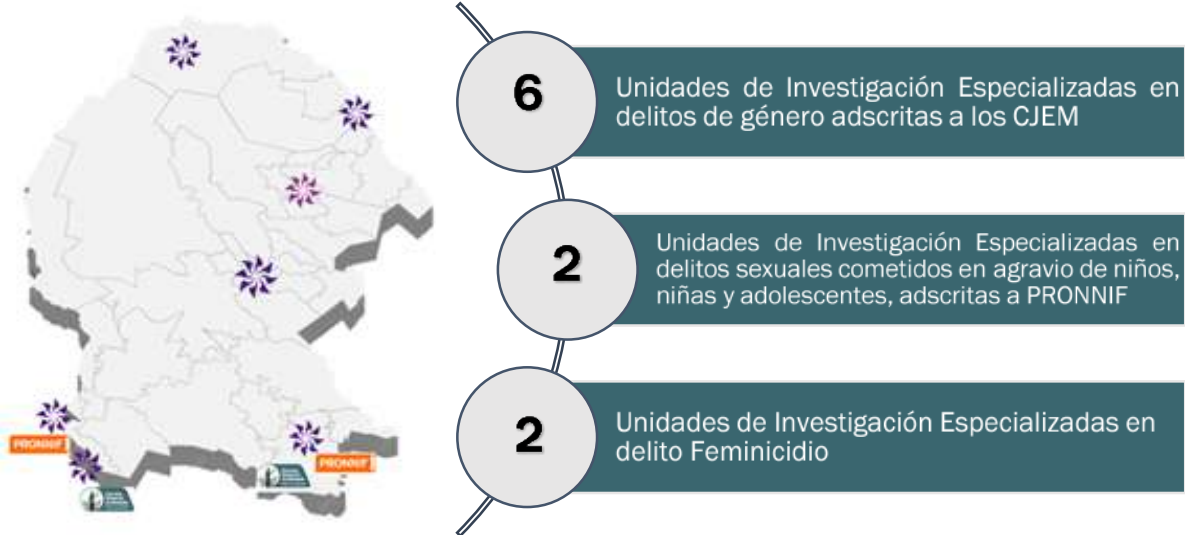 6
Unidades de Investigación Especializadas en
delitos de género adscritas a los CJEM
2
Unidades de Investigación Especializadas en
delitos sexuales cometidos en agravio de niños,
niñas y adolescentes, adscritas a PRONNIF
2
Unidades de Investigación Especializadas en
delito Feminicidio
PRONNIF
PRONNIF